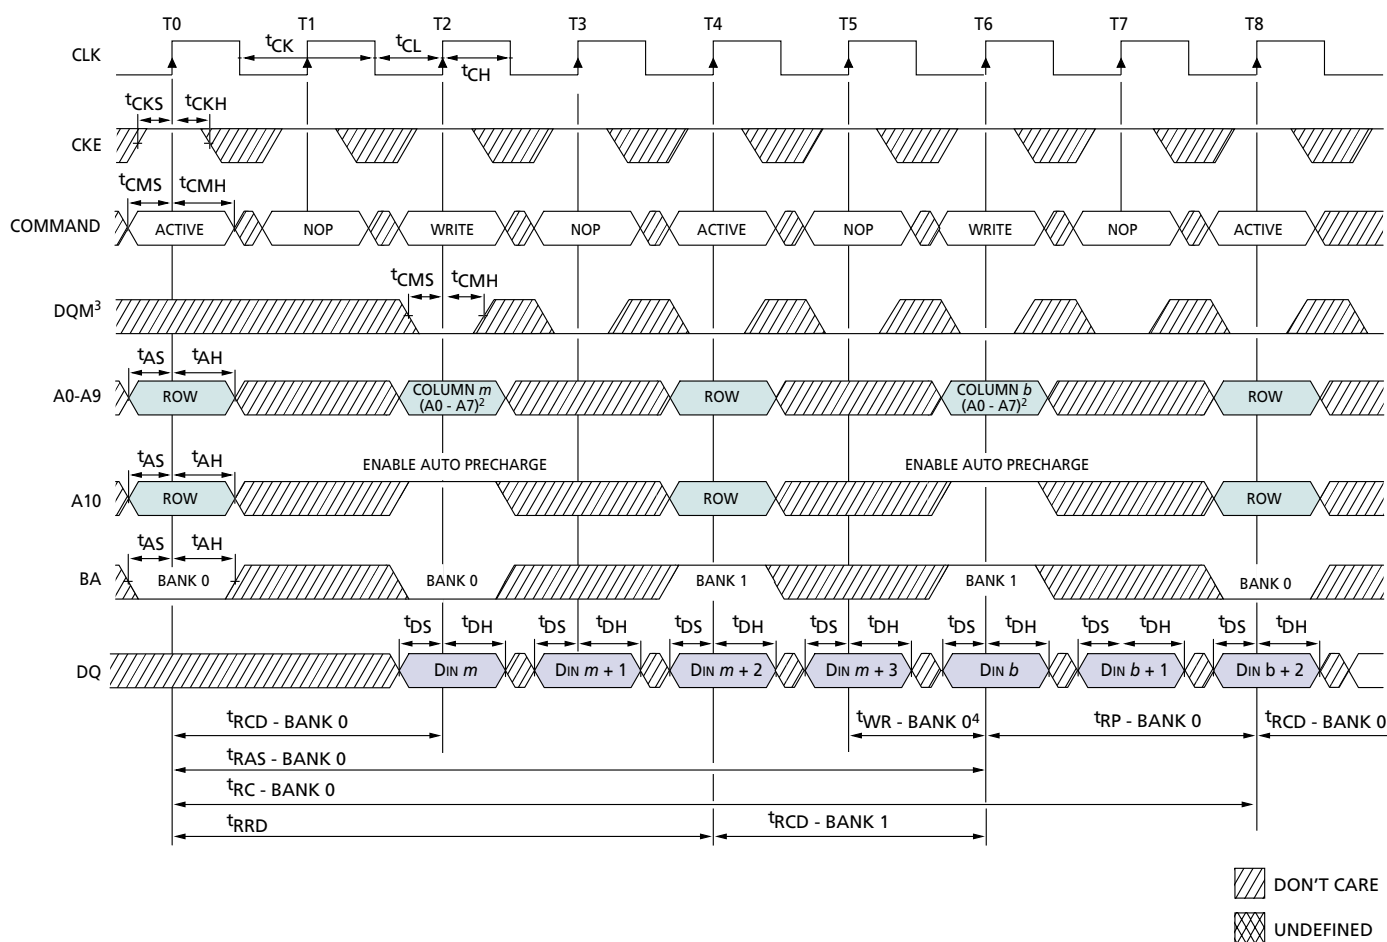 T0 T1 T2 T3 T4 T5 T6 T7 T8
CLK
tCK tCL
tCH
tCKS tCKH
CKE
tCMS tCMH
COMMAND ACTIVE NOP WRITE NOP ACTIVE NOP WRITE NOP ACTIVE
tCMS tCMH
DQM3
tAS tAH
A0-A9 ROW COLUMN m (A0 - A7)2 ROW COLUMN b (A0 - A7)2 ROW
tAS tAH
ENABLE AUTO PRECHARGE ENABLE AUTO PRECHARGE
A10 ROW ROW ROW
tAS tAH
BA BANK 0 BANK 0 BANK 1 BANK 1 BANK 0
tDS tDH tDS tDH tDS tDH tDS tDH tDS tDH tDS tDH tDS tDH
DQ DIN m DIN m + 1 DIN m + 2 DIN m + 3 DIN b DIN b + 1 DIN b + 2
tRCD - BANK 0 tWR - BANK 04 tRP - BANK 0 tRCD - BANK 0
tRAS - BANK 0
tRC - BANK 0
tRRD tRCD - BANK 1
DON'T CARE
UNDEFINED